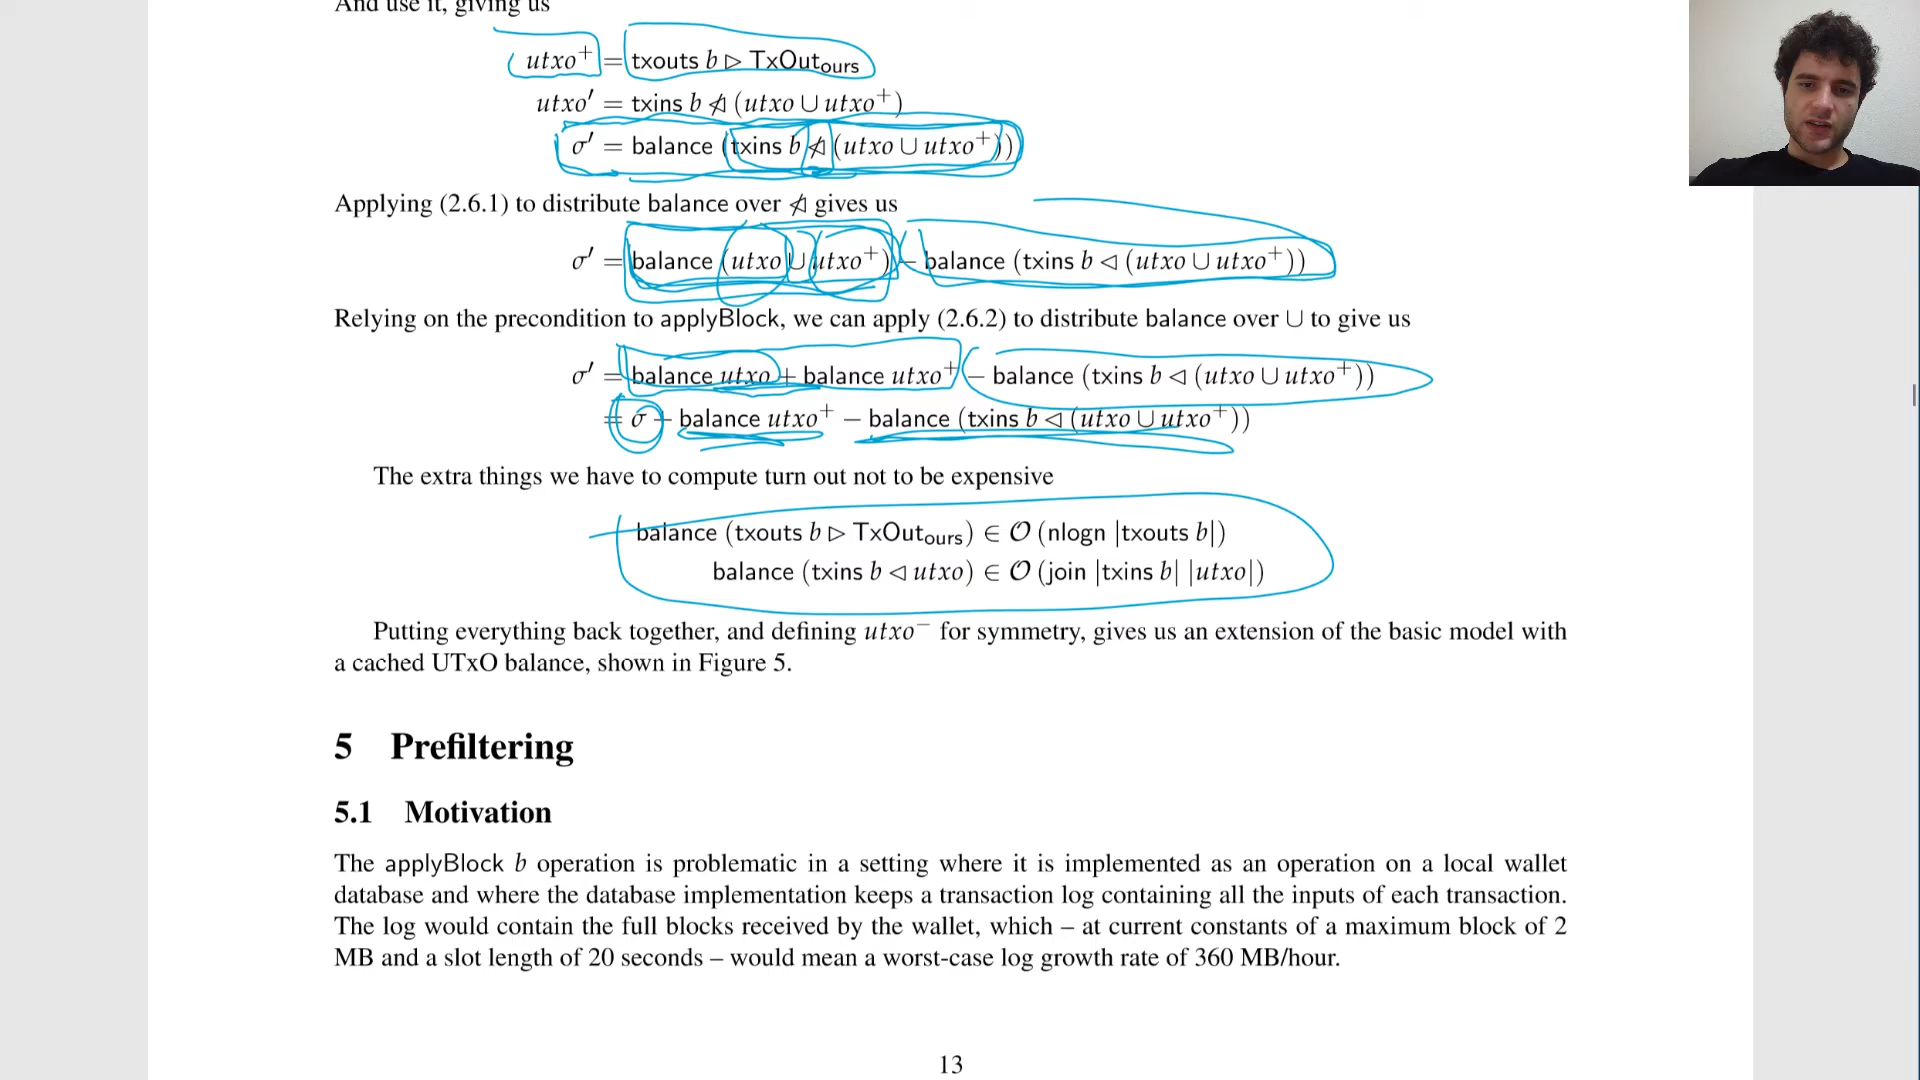 And use it, giving us
utxo⁺ = txouts b ▷ TxOut_ours
utxo′ = txins b ⋪ (utxo ∪ utxo⁺)
σ′ = balance (txins b ⋪ (utxo ∪ utxo⁺))
Applying (2.6.1) to distribute balance over ⋪ gives us
σ′ = balance (utxo ∪ utxo⁺) − balance (txins b ◁ (utxo ∪ utxo⁺))
Relying on the precondition to applyBlock, we can apply (2.6.2) to distribute balance over ∪ to give us
σ′ = balance utxo + balance utxo⁺ − balance (txins b ◁ (utxo ∪ utxo⁺))
= σ + balance utxo⁺ − balance (txins b ◁ (utxo ∪ utxo⁺))
The extra things we have to compute turn out not to be expensive
balance (txouts b ▷ TxOut_ours) ∈ 𝒪 (nlogn |txouts b|)
balance (txins b ◁ utxo) ∈ 𝒪 (join |txins b| |utxo|)
Putting everything back together, and defining utxo⁻ for symmetry, gives us an extension of the basic model with
a cached UTxO balance, shown in Figure 5.
5 Prefiltering
5.1 Motivation
The applyBlock b operation is problematic in a setting where it is implemented as an operation on a local wallet
database and where the database implementation keeps a transaction log containing all the inputs of each transaction.
The log would contain the full blocks received by the wallet, which – at current constants of a maximum block of 2
MB and a slot length of 20 seconds – would mean a worst-case log growth rate of 360 MB/hour.
13